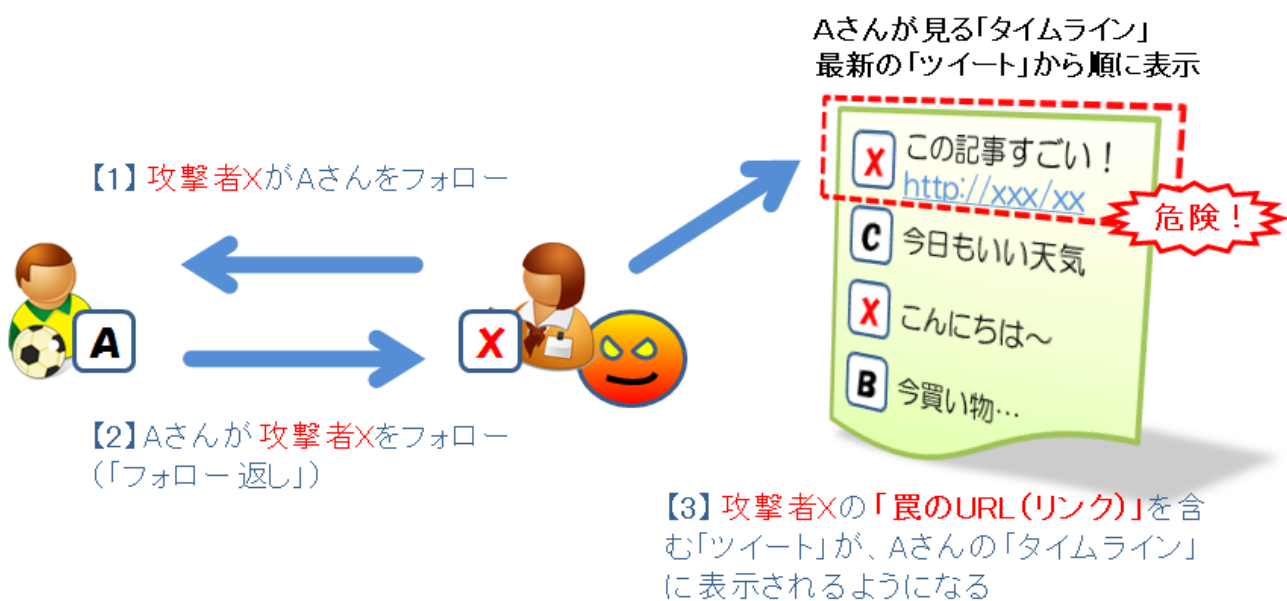 Aさんが見る「タイムライン」
最新の「ツイート」から順に表示
X
この記事すごい！
http://xxx/xx
危険！
C
今日もいい天気
X
こんにちは～
B
今買い物…
【1】攻撃者XがAさんをフォロー
A
X
【2】Aさんが攻撃者Xをフォロー
（「フォロー返し」）
【3】攻撃者Xの「罠のURL（リンク）」を含
む「ツイート」が、Aさんの「タイムライン」
に表示されるようになる